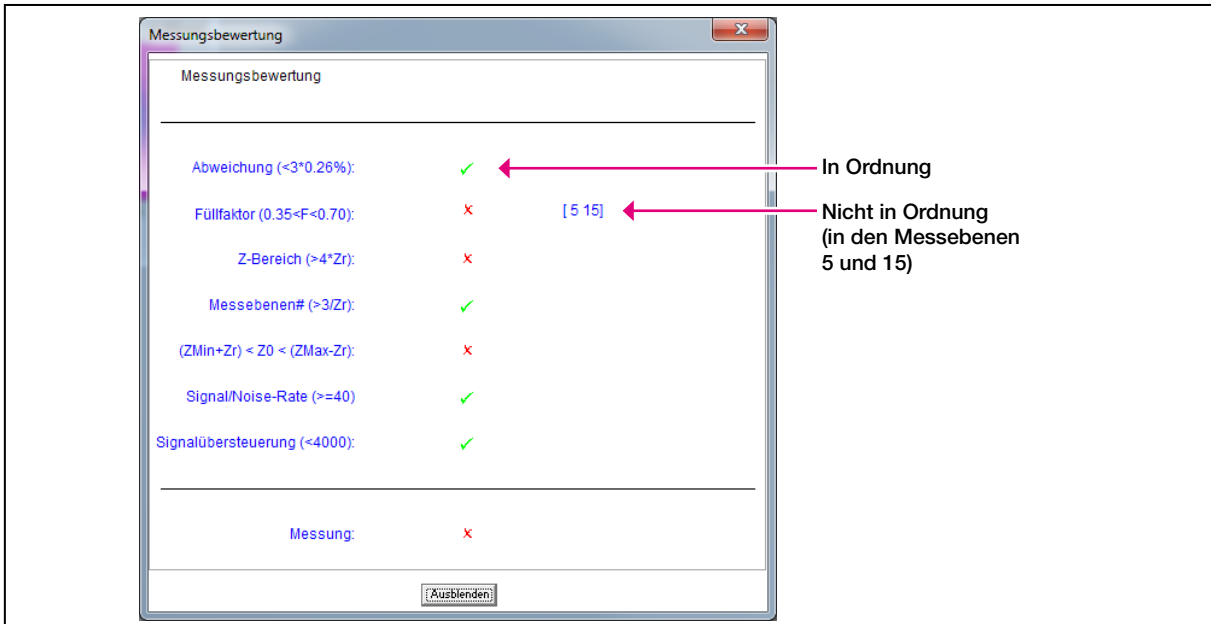 Messungsbewertung
Messungsbewertung
Abweichung (<3*0.26%):
In Ordnung
Füllfaktor (0.35<F<0.70):
[ 5 15]
Nicht in Ordnung
(in den Messebenen
5 und 15)
Z-Bereich (>4*Zr):
Messebenen# (>3/Zr):
(ZMin+Zr) < Z0 < (ZMax-Zr):
Signal/Noise-Rate (>=40)
Signalübersteuerung (<4000):
Messung:
Ausblenden